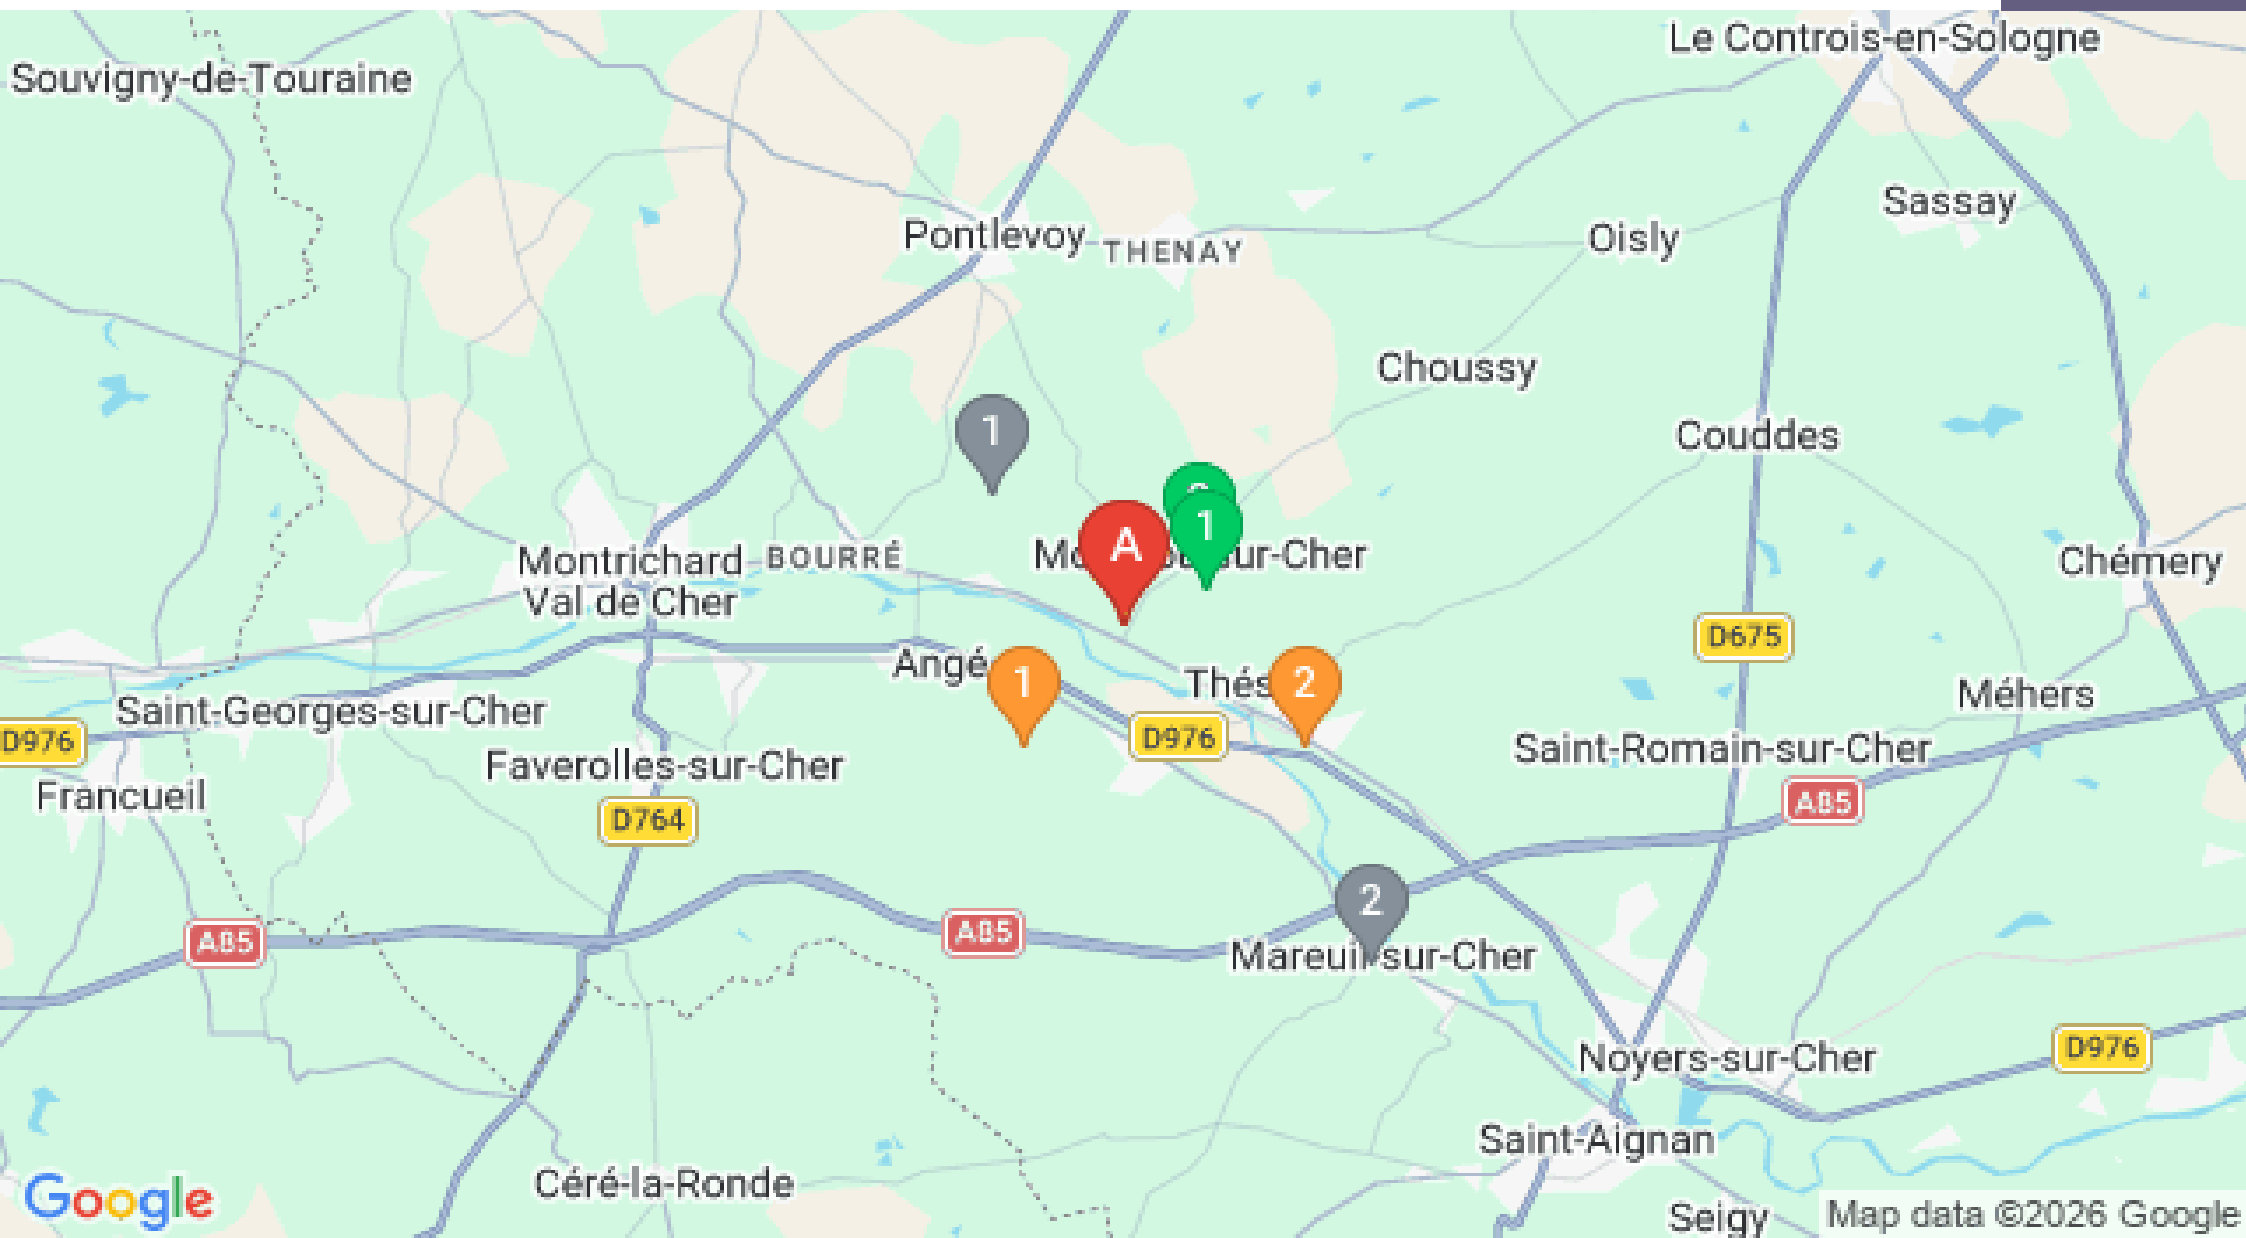 Le Controis-en-Sologne
Souvigny-de-Touraine
Sassay
Pontlevoy
THENAY
Oisly
Choussy
1
Couddes
1
A
Montrichard
Val de Cher
BOURRÉ
ur-Cher
Chémery
D675
Angé
1
Thés
2
Méhers
Saint-Georges-sur-Cher
D976
D976
Saint-Romain-sur-Cher
Faverolles-sur-Cher
Francueil
D764
A85
2
A85
A85
Mareuil-sur-Cher
Noyers-sur-Cher
D976
Saint-Aignan
Céré-la-Ronde
Google
Seigy
Map data ©2026 Google